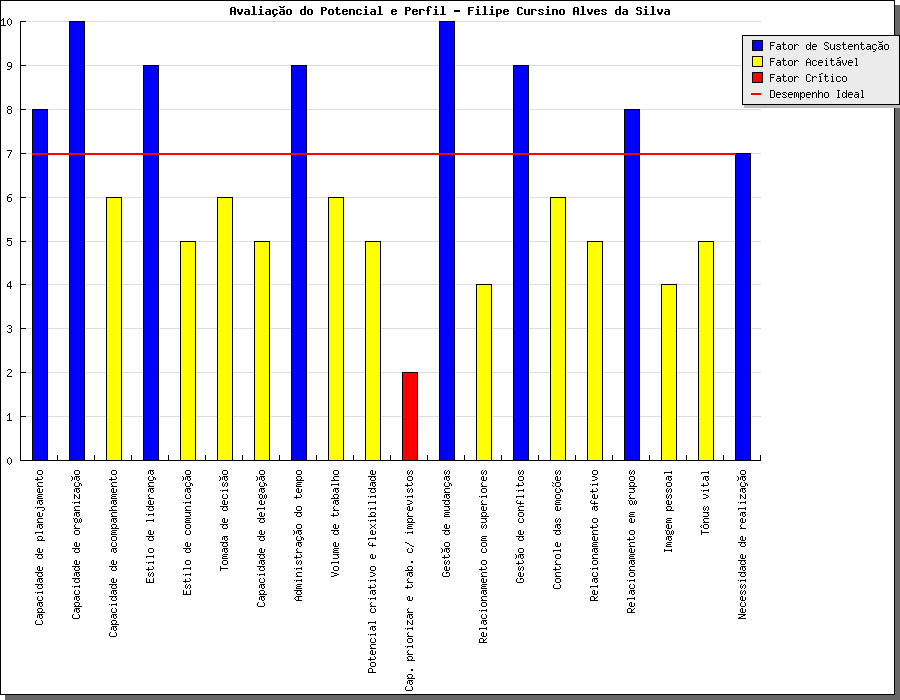 Avaliação do Potencial e Perfil - Filipe Cursino Alves da Silva
Fator de Sustentação
Fator Aceitável
Fator Crítico
Desempenho Ideal
10
9
8
7
6
5
4
3
2
1
0
Capacidade de planejamento
Capacidade de organização
Capacidade de acompanhamento
Estilo de liderança
Estilo de comunicação
Tomada de decisão
Capacidade de delegação
Administração do tempo
Volume de trabalho
Potencial criativo e flexibilidade
Cap. priorizar e trab. c/ imprevistos
Gestão de mudanças
Relacionamento com superiores
Gestão de conflitos
Controle das emoções
Relacionamento afetivo
Relacionamento em grupos
Imagem pessoal
Tônus vital
Necessidade de realização